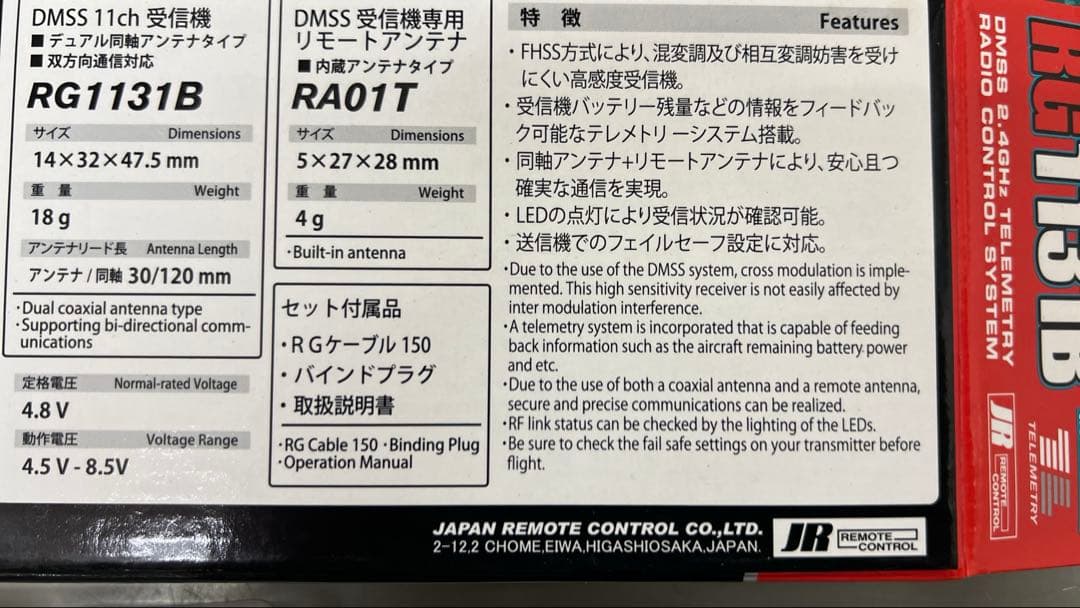 DMSS 11ch 受信機
■ デュアル同軸アンテナタイプ
■ 双方向通信対応
RG1131B
サイズ Dimensions
14×32×47.5 mm
重 量 Weight
18 g
アンテナリード長 Antenna Length
アンテナ / 同軸 30/120 mm
・Dual coaxial antenna type
・Supporting bi-directional comm-
unications
定格電圧 Normal-rated Voltage
4.8 V
動作電圧 Voltage Range
4.5 V - 8.5V
DMSS 受信機専用
リモートアンテナ
■ 内蔵アンテナタイプ
RA01T
サイズ Dimensions
5×27×28 mm
重 量 Weight
4 g
・Built-in antenna
セット付属品
・ＲＧケーブル 150
・バインドプラグ
・取扱説明書
・RG Cable 150 ・Binding Plug
・Operation Manual
特 徴 Features
・FHSS方式により、混変調及び相互変調妨害を受け
にくい高感度受信機。
・受信機バッテリー残量などの情報をフィードバッ
ク可能なテレメトリーシステム搭載。
・同軸アンテナ+リモートアンテナにより、安心且つ
確実な通信を実現。
・LEDの点灯により受信状況が確認可能。
・送信機でのフェイルセーフ設定に対応。
・Due to the use of the DMSS system, cross modulation is imple-
mented. This high sensitivity receiver is not easily affected by
inter modulation interference.
・A telemetry system is incorporated that is capable of feeding
back information such as the aircraft remaining battery power
and etc.
・Due to the use of both a coaxial antenna and a remote antenna,
secure and precise communications can be realized.
・RF link status can be checked by the lighting of the LEDs.
・Be sure to check the fail safe settings on your transmitter before
flight.
JAPAN REMOTE CONTROL CO.,LTD.
2-12,2 CHOME,EIWA,HIGASHIOSAKA,JAPAN.
JR REMOTE CONTROL
RG1131B
DMSS 2.4GHz TELEMETRY
RADIO CONTROL SYSTEM
JR REMOTE CONTROL
TELEMETRY